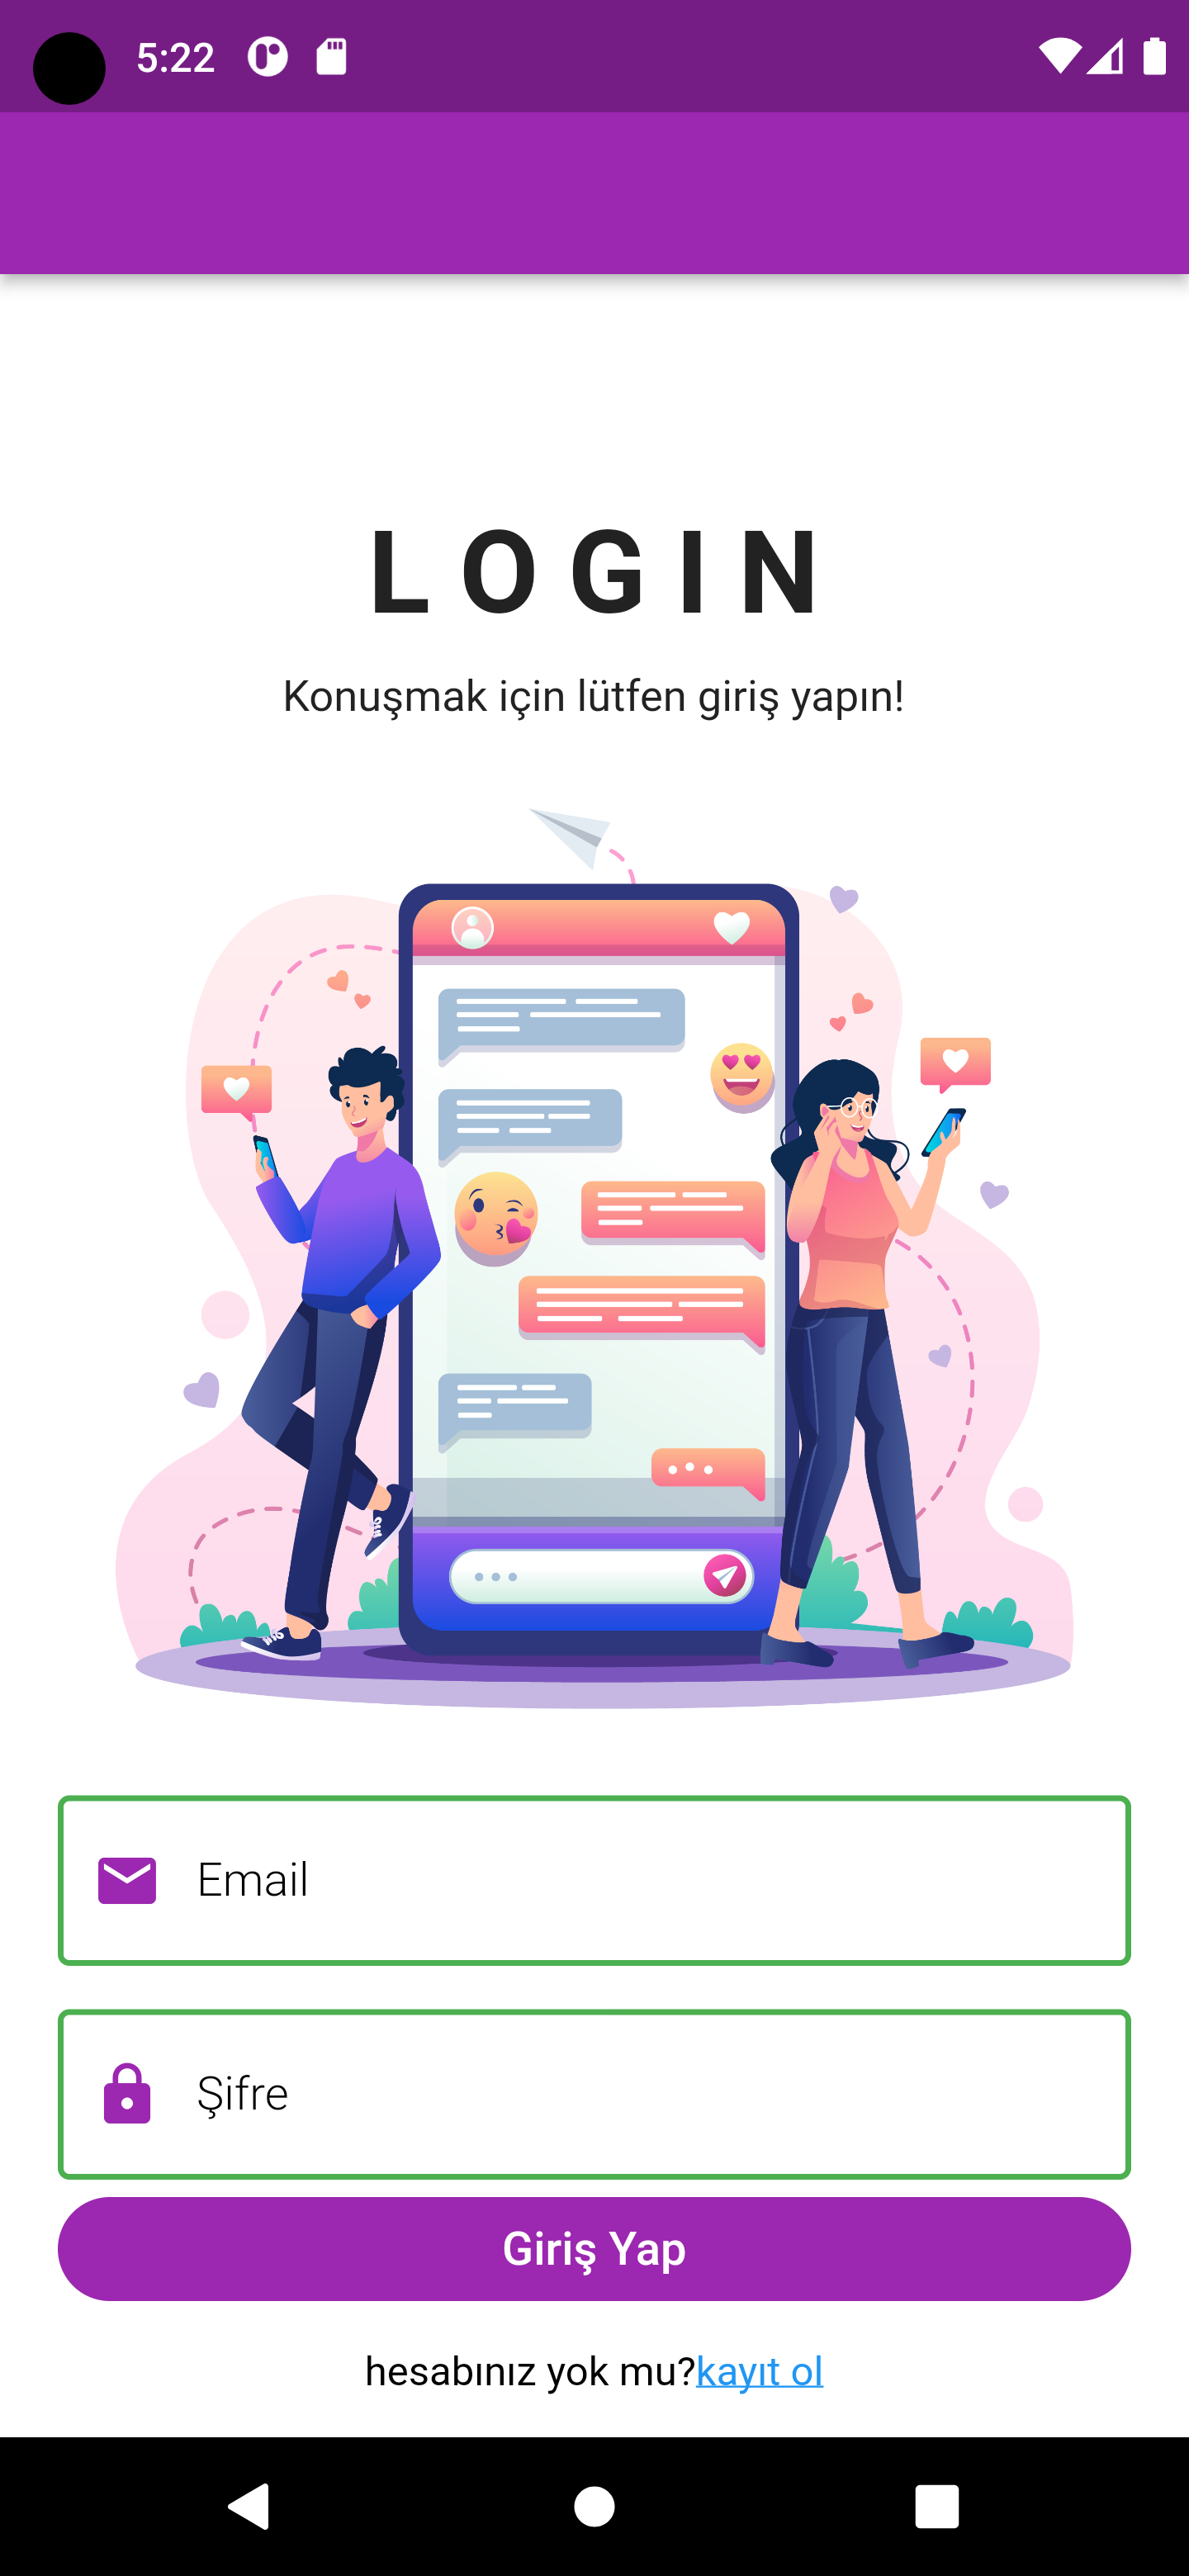 5:22
L O G I N
Konuşmak için lütfen giriş yapın!
Email
Şifre
Giriş Yap
hesabınız yok mu?kayıt ol